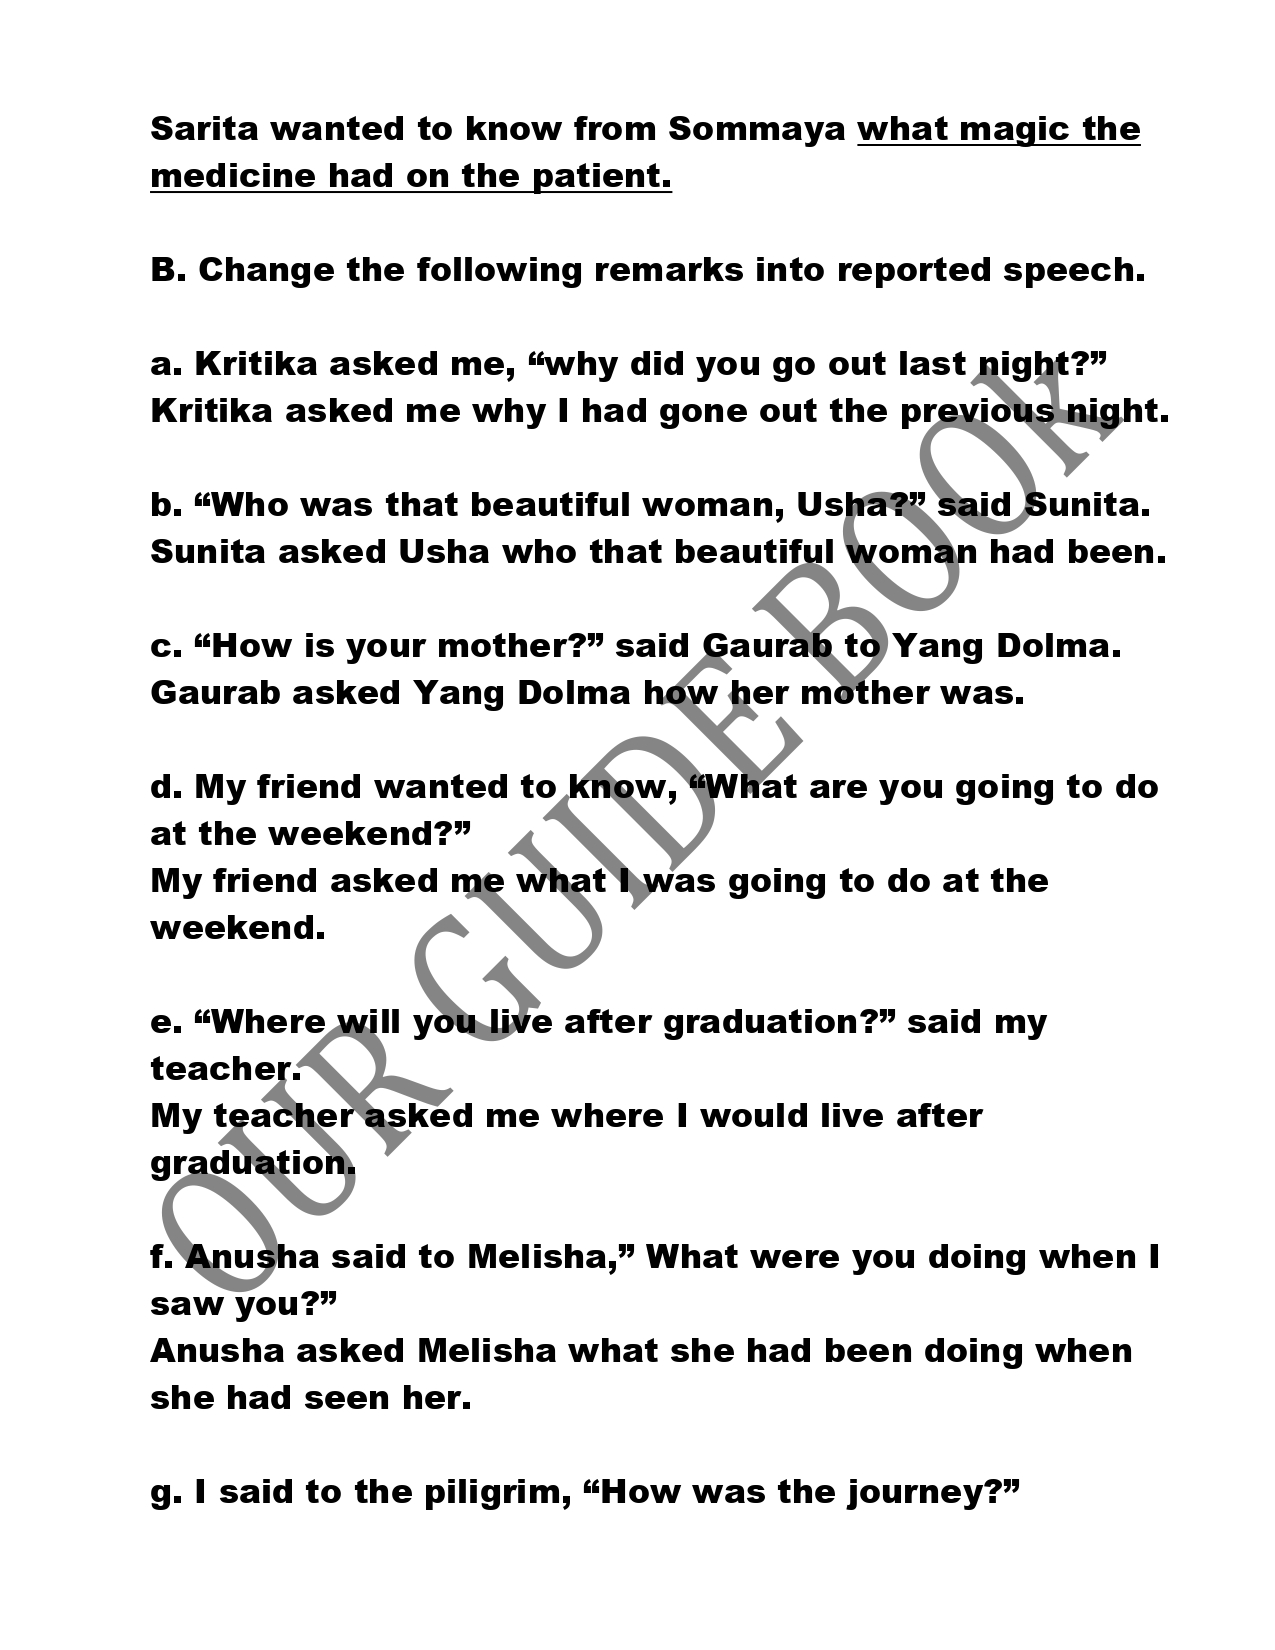 Sarita wanted to know from Sommaya what magic the
medicine had on the patient.
B. Change the following remarks into reported speech.
a. Kritika asked me, “why did you go out last night?”
Kritika asked me why I had gone out the previous night.
b. “Who was that beautiful woman, Usha?” said Sunita.
Sunita asked Usha who that beautiful woman had been.
c. “How is your mother?” said Gaurab to Yang Dolma.
Gaurab asked Yang Dolma how her mother was.
d. My friend wanted to know, “What are you going to do
at the weekend?”
My friend asked me what I was going to do at the
weekend.
e. “Where will you live after graduation?” said my
teacher.
My teacher asked me where I would live after
graduation.
f. Anusha said to Melisha,” What were you doing when I
saw you?”
Anusha asked Melisha what she had been doing when
she had seen her.
g. I said to the piligrim, “How was the journey?”
OUR GUIDE BOOK